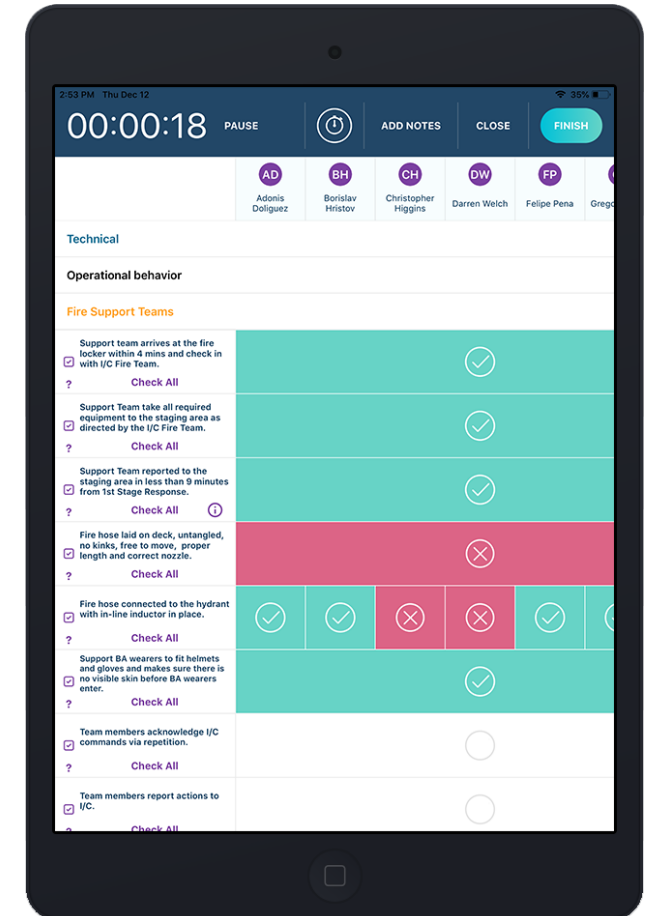 2:53 PM Thu Dec 12
35%
00:00:18 PAUSE ADD NOTES CLOSE FINISH
AD BH CH DW FP
Adonis Doliguez
Borislav Hristov
Christopher Higgins
Darren Welch
Felipe Pena
Technical
Operational behavior
Fire Support Teams
Support team arrives at the fire
locker within 4 mins and check in
with I/C Fire Team.
? Check All
Support Team take all required
equipment to the staging area as
directed by the I/C Fire Team.
? Check All
Support Team reported to the
staging area in less than 9 minutes
from 1st Stage Response.
? Check All i
Fire hose laid on deck, untangled,
no kinks, free to move, proper
length and correct nozzle.
? Check All
Fire hose connected to the hydrant
with in-line inductor in place.
? Check All
Support BA wearers to fit helmets
and gloves and makes sure there is
no visible skin before BA wearers
enter.
? Check All
Team members acknowledge I/C
commands via repetition.
? Check All
Team members report actions to
I/C.
? Check All